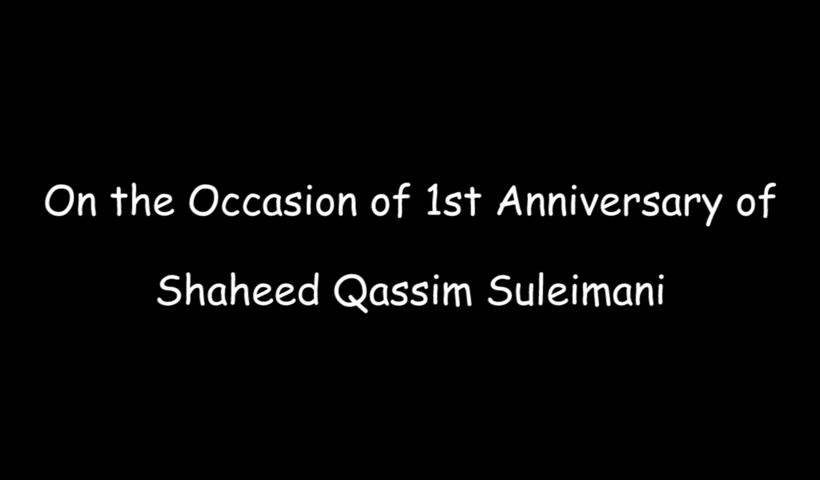 On the Occasion of 1st Anniversary of
Shaheed Qassim Suleimani